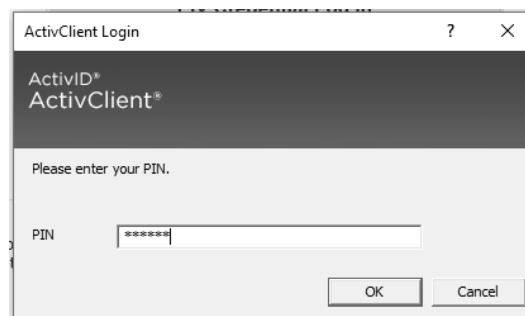 ActivClient Login
ActivID®
ActivClient®
Please enter your PIN.
PIN ******
OK Cancel